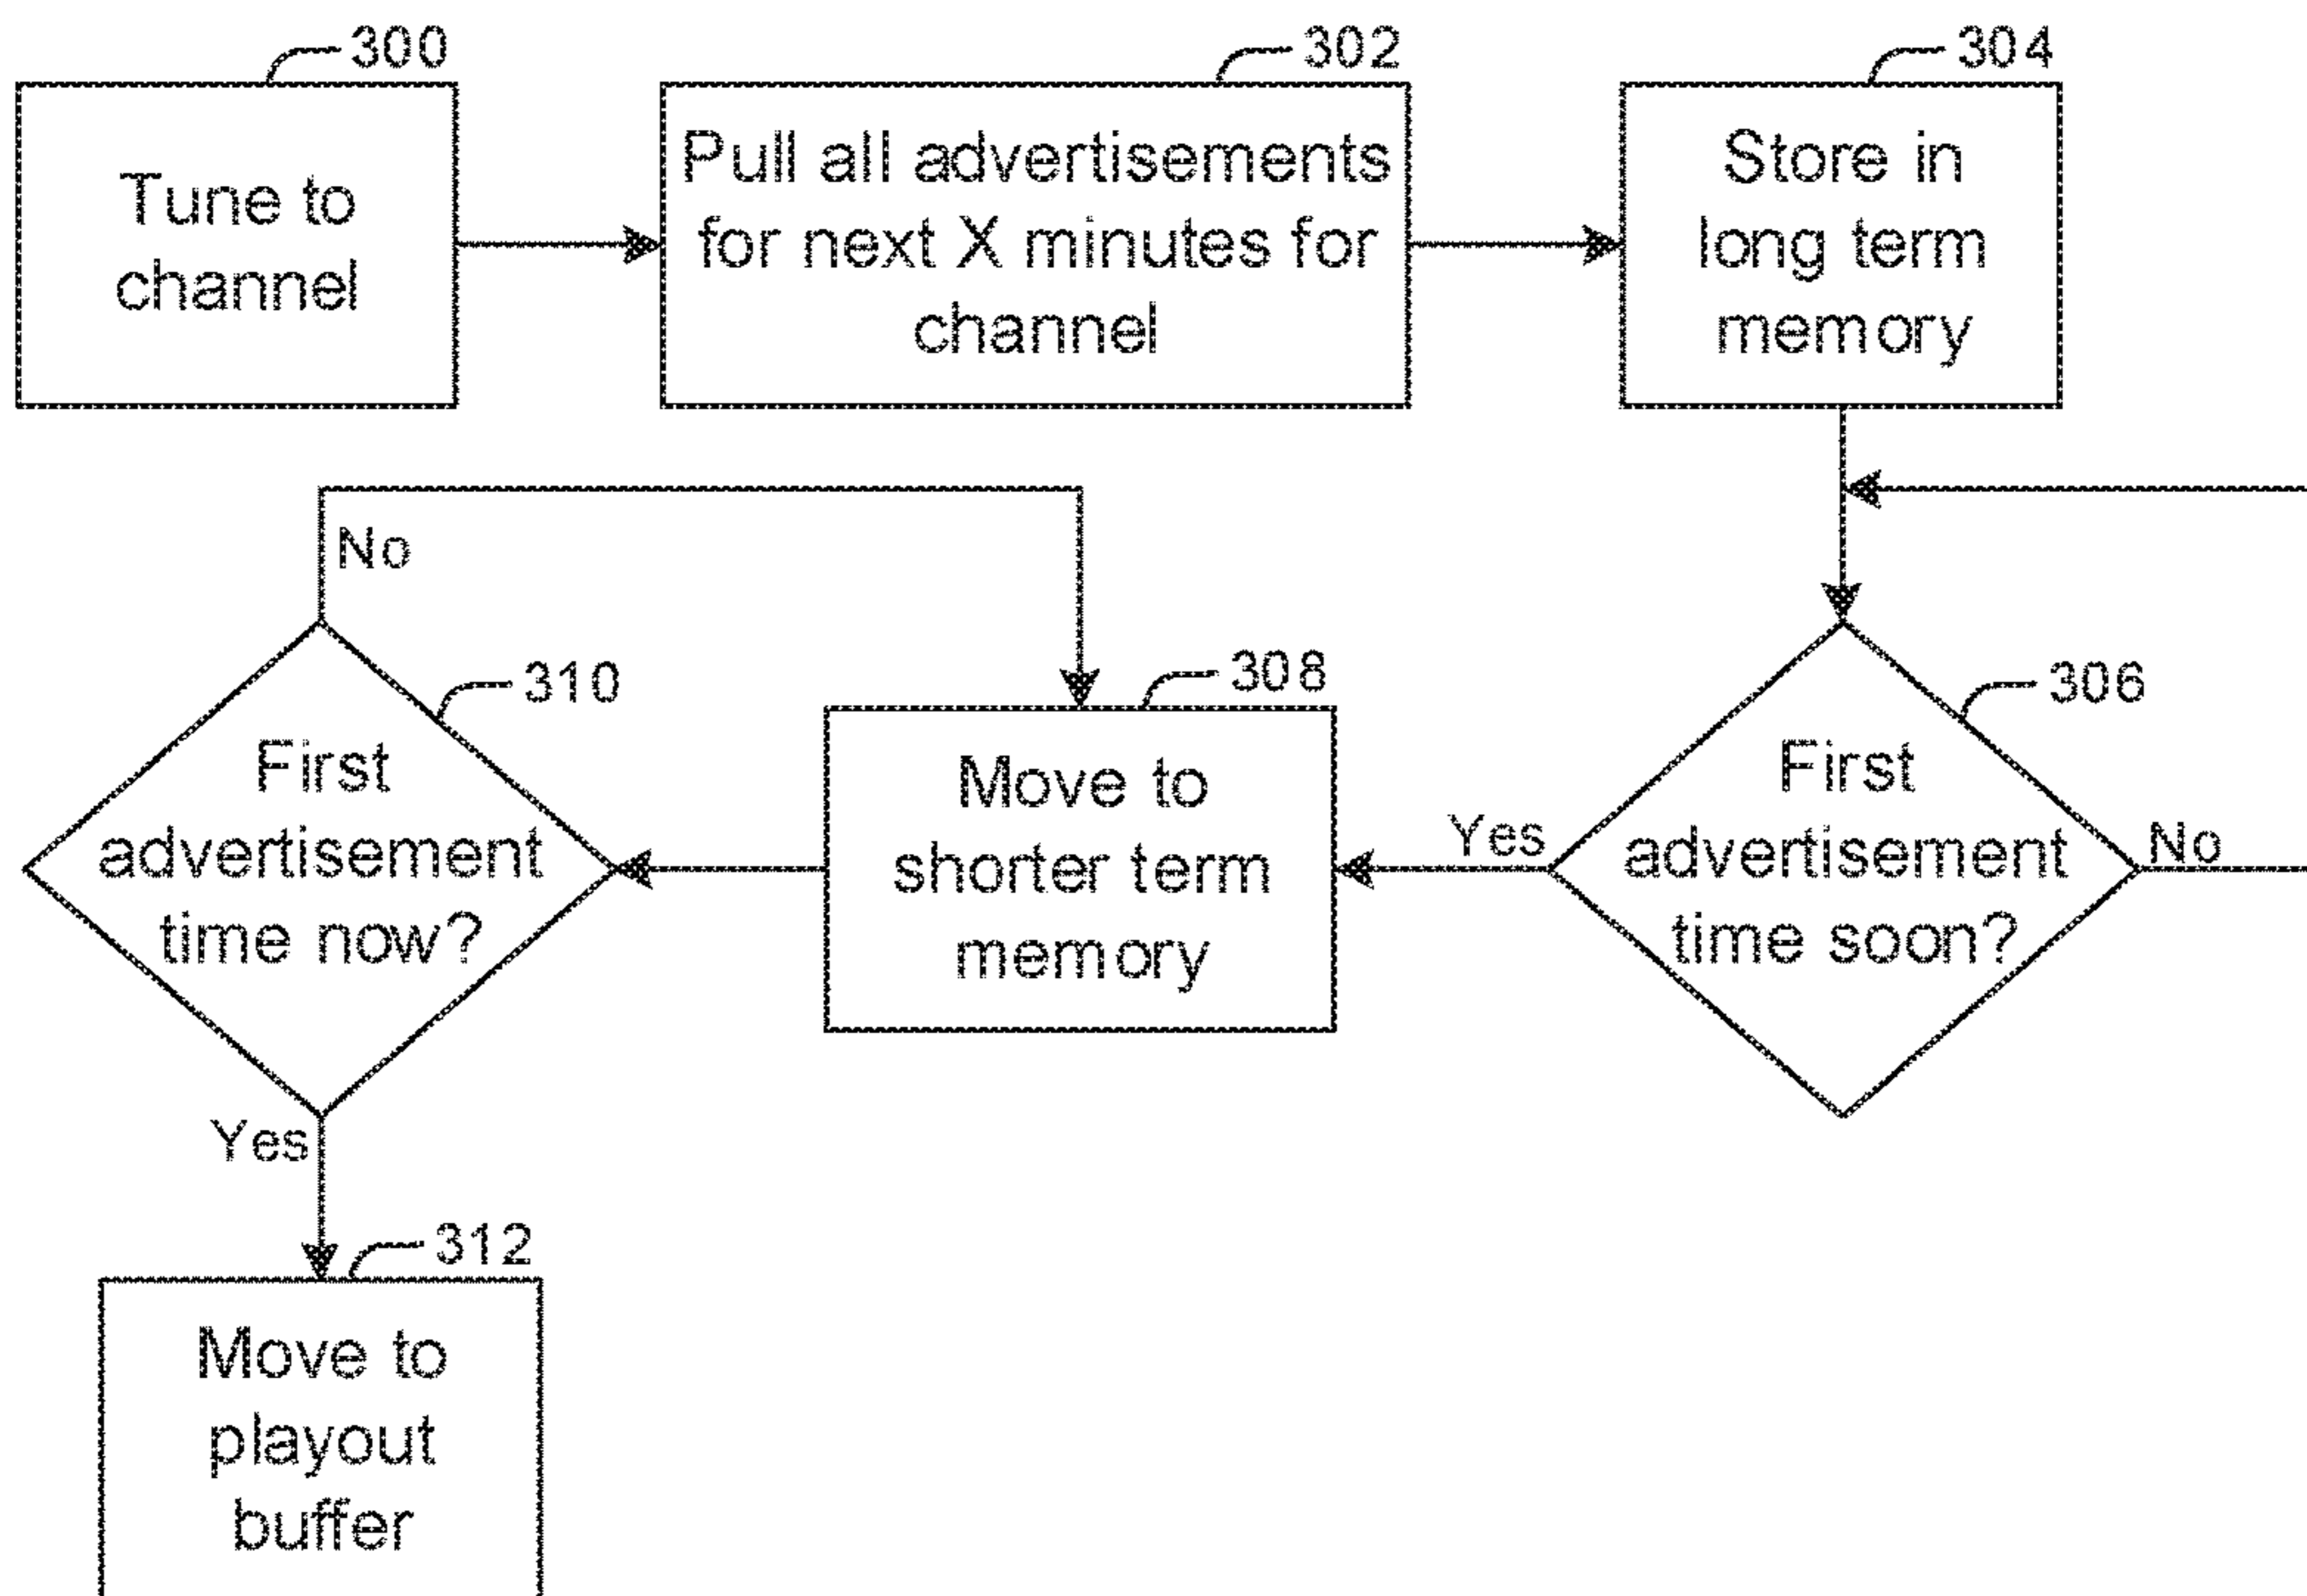 300
Tune to
channel
302
Pull all advertisements
for next X minutes for
channel
304
Store in
long term
memory
No
310
First
advertisement
time now?
Yes
308
Move to
shorter term
memory
306
First
advertisement
time soon?
Yes
No
312
Move to
playout
buffer